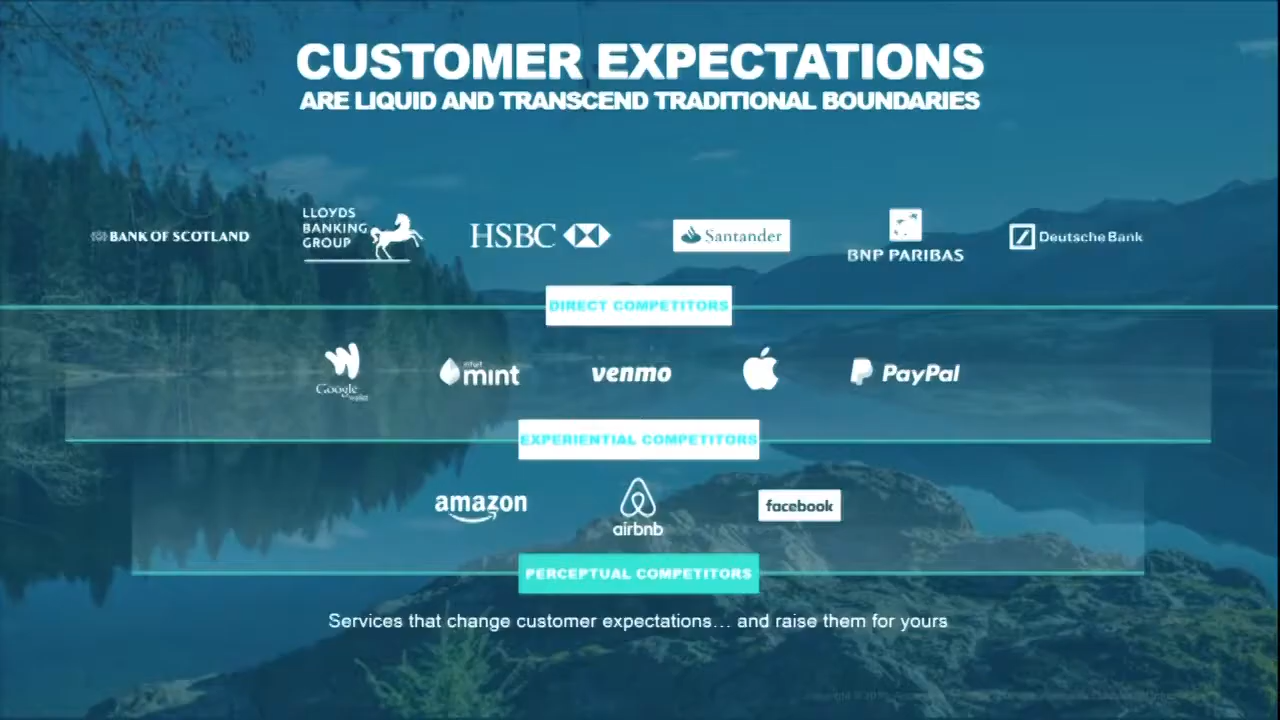 CUSTOMER EXPECTATIONS
ARE LIQUID AND TRANSCEND TRADITIONAL BOUNDARIES
BANK OF SCOTLAND
LLOYDS
BANKING
GROUP
HSBC
Santander
BNP PARIBAS
Deutsche Bank
DIRECT COMPETITORS
Google
wallet
intuit
mint
venmo
PayPal
EXPERIENTIAL COMPETITORS
amazon
airbnb
facebook
PERCEPTUAL COMPETITORS
Services that change customer expectations... and raise them for yours